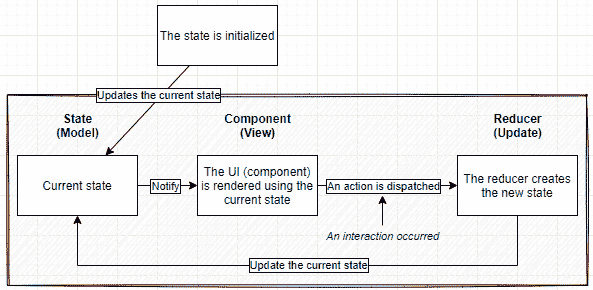 The state is initialized
Updates the current state
State
(Model)
Component
(View)
Reducer
(Update)
Current state
Notify
The UI (component)
is rendered using the
current state
An action is dispatched
The reducer creates
the new state
An interaction occurred
Update the current state